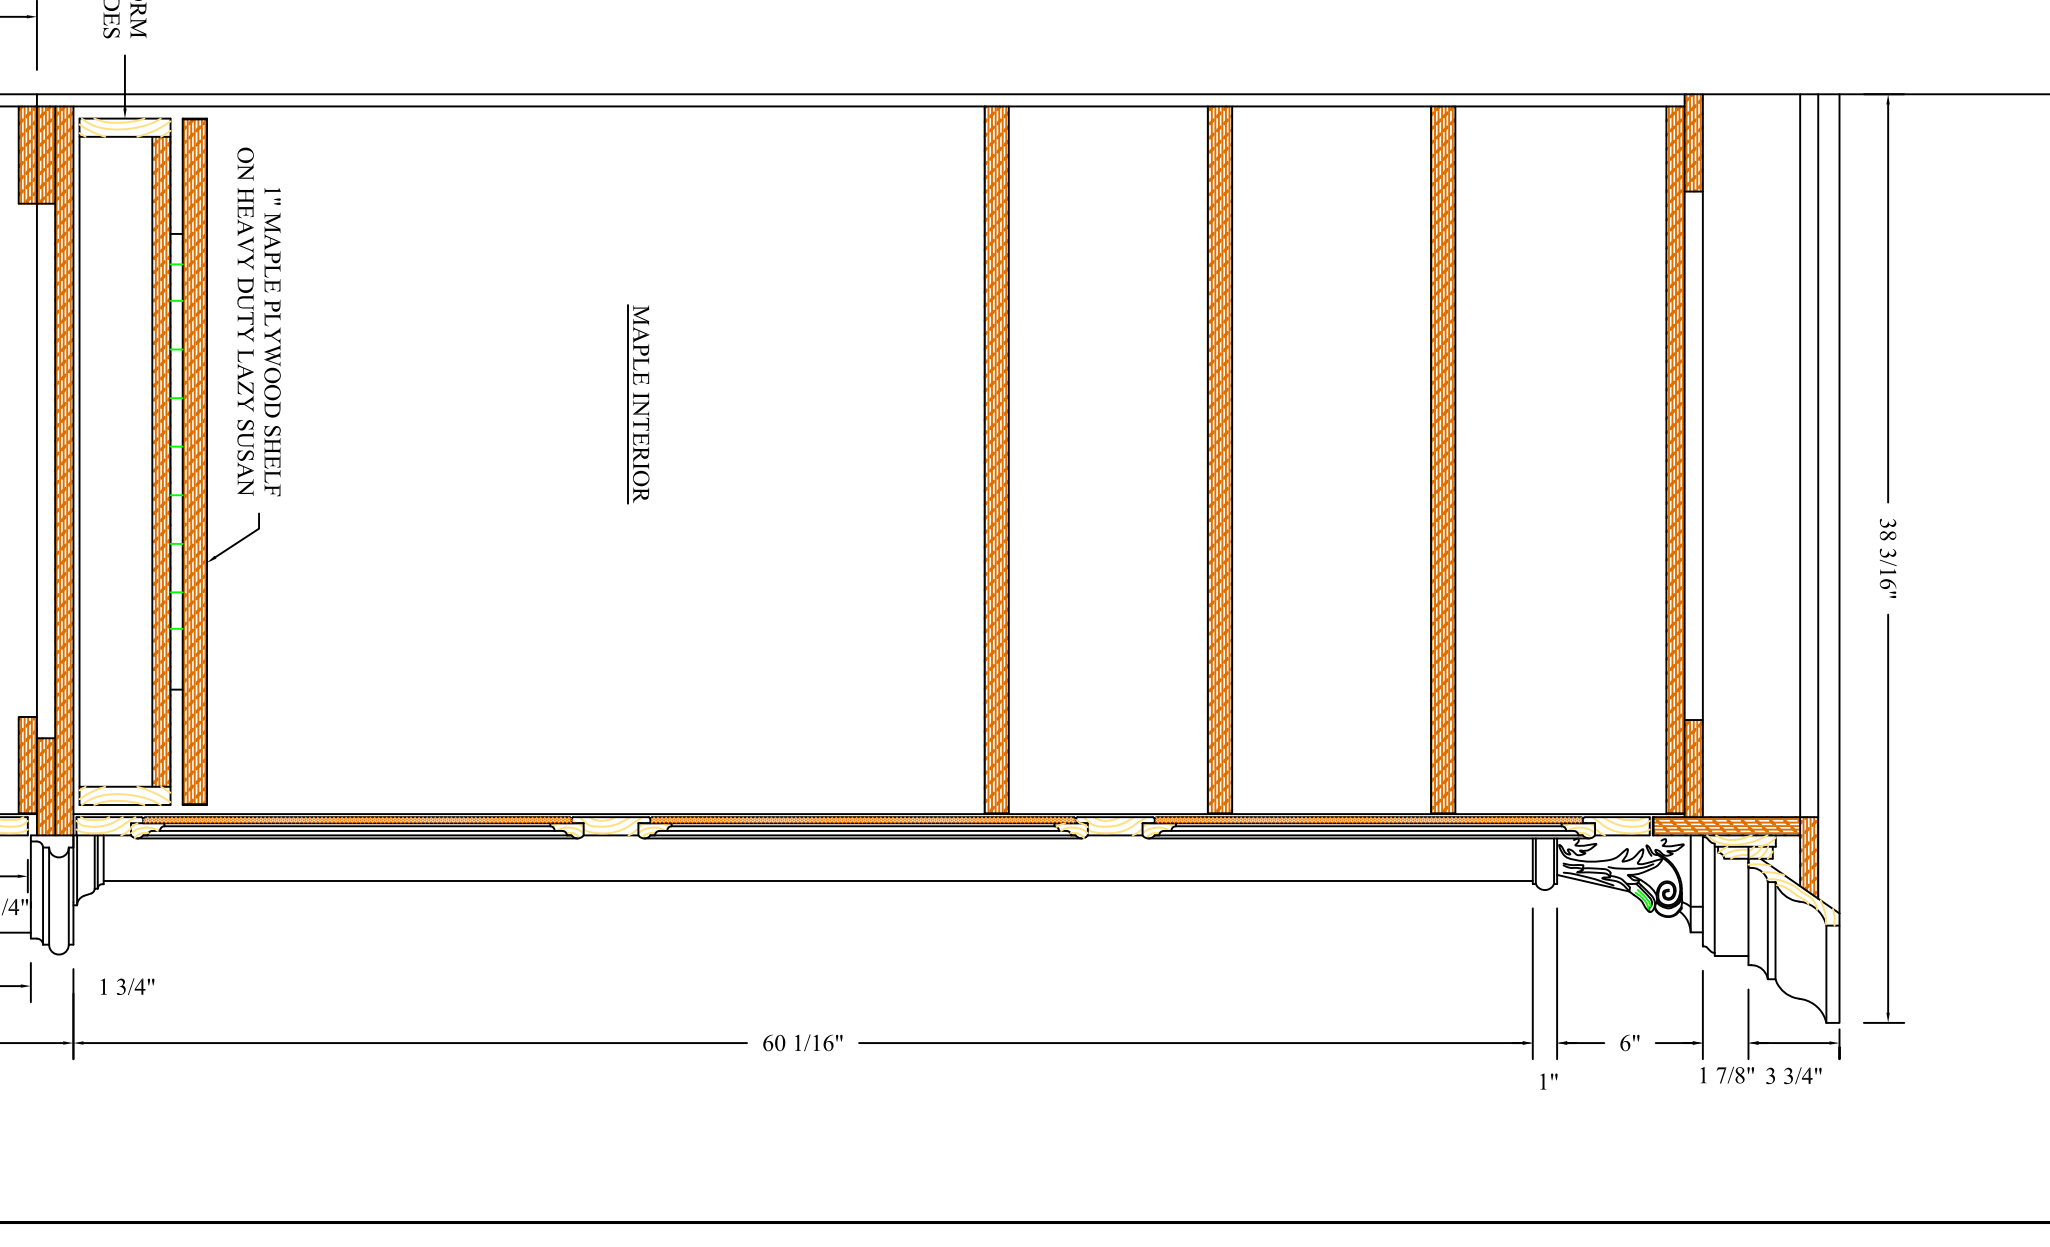 ORM
DES
1" MAPLE PLYWOOD SHELF
ON HEAVY DUTY LAZY SUSAN
MAPLE INTERIOR
38 3/16"
/4"
1 3/4"
60 1/16"
6"
1"
1 7/8"
3 3/4"